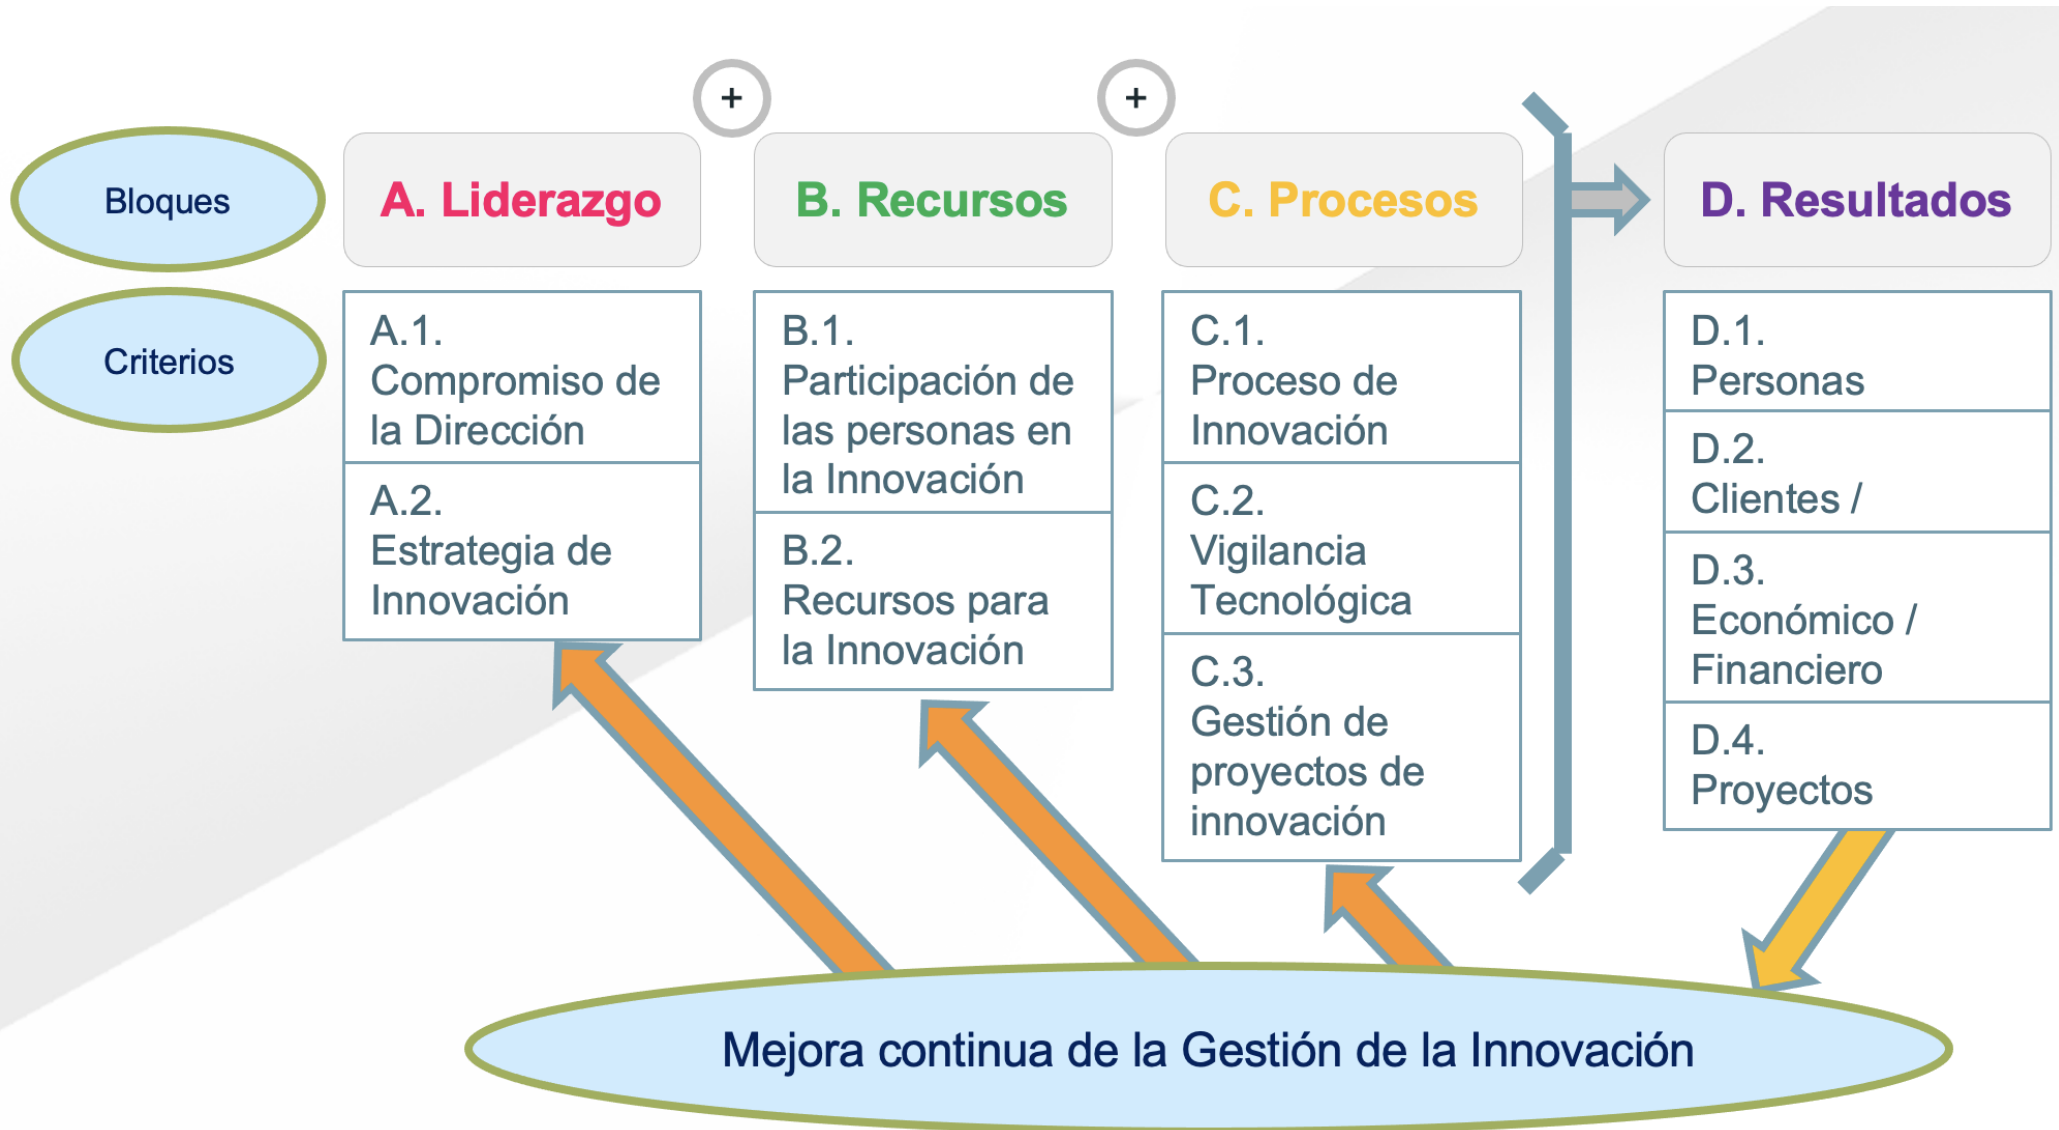 +
+
Bloques
A. Liderazgo
B. Recursos
C. Procesos
D. Resultados
Criterios
A.1.
Compromiso de
la Dirección
A.2.
Estrategia de
Innovación
B.1.
Participación de
las personas en
la Innovación
B.2.
Recursos para
la Innovación
C.1.
Proceso de
Innovación
C.2.
Vigilancia
Tecnológica
C.3.
Gestión de
proyectos de
innovación
D.1.
Personas
D.2.
Clientes /
D.3.
Económico /
Financiero
D.4.
Proyectos
Mejora continua de la Gestión de la Innovación